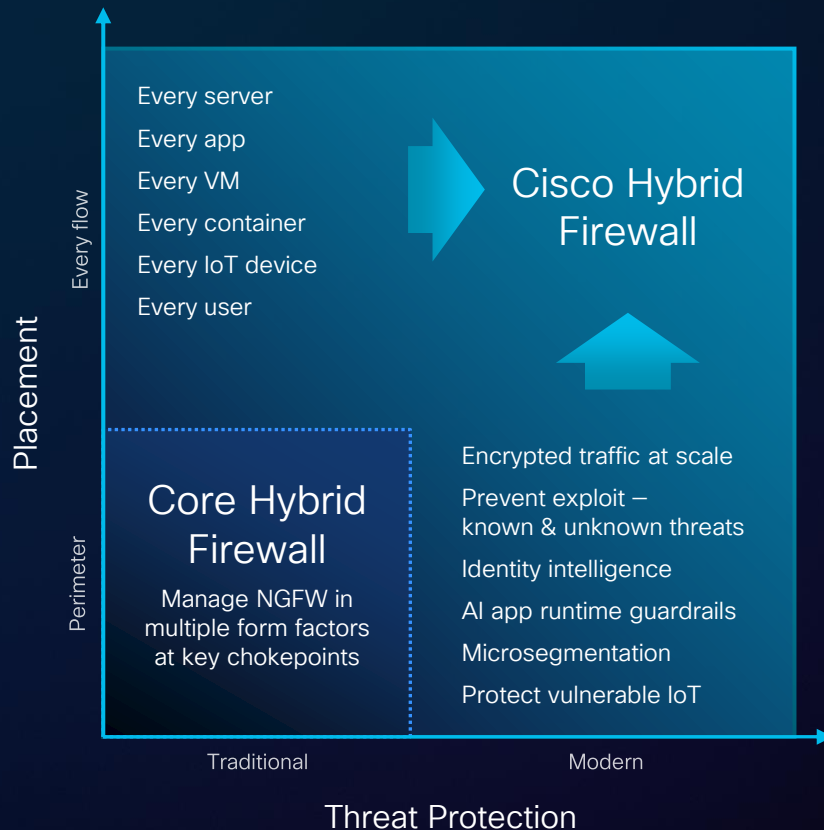 Every server
Every app
Every VM
Every container
Every IoT device
Every user
Cisco Hybrid
Firewall
Every flow
Placement
Perimeter
Core Hybrid
Firewall
Manage NGFW in
multiple form factors
at key chokepoints
Encrypted traffic at scale
Prevent exploit –
known & unknown threats
Identity intelligence
AI app runtime guardrails
Microsegmentation
Protect vulnerable IoT
Traditional
Modern
Threat Protection